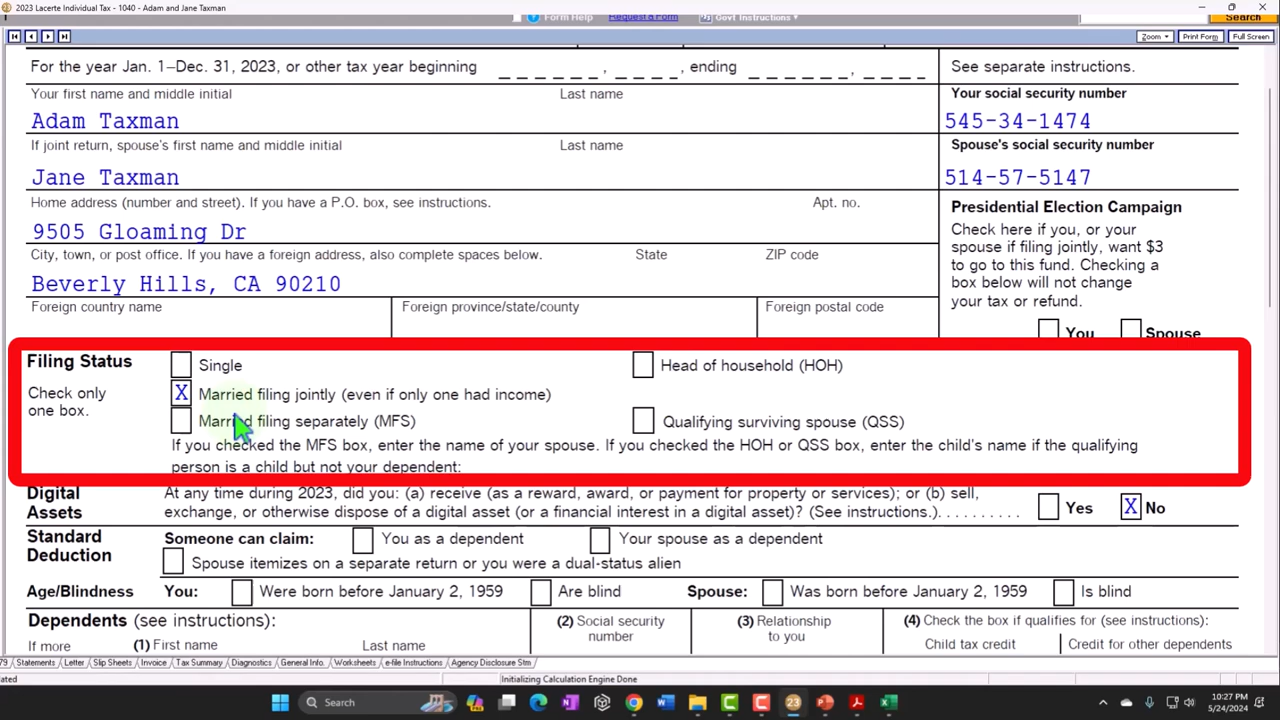 2023 Lacerte Individual Tax - 1040 - Adam and Jane Taxman
Form Help Request a Form Govt Instructions Search
Zoom Print Form Full Screen
For the year Jan. 1–Dec. 31, 2023, or other tax year beginning , , ending , See separate instructions.
Your first name and middle initial Last name Your social security number
Adam Taxman 545-34-1474
If joint return, spouse's first name and middle initial Last name Spouse's social security number
Jane Taxman 514-57-5147
Home address (number and street). If you have a P.O. box, see instructions. Apt. no. Presidential Election Campaign
9505 Gloaming Dr
Check here if you, or your
spouse if filing jointly, want $3
to go to this fund. Checking a
box below will not change
your tax or refund.
You Spouse
City, town, or post office. If you have a foreign address, also complete spaces below. State ZIP code
Beverly Hills, CA 90210
Foreign country name Foreign province/state/county Foreign postal code
Filing Status Single Head of household (HOH)
Check only X Married filing jointly (even if only one had income)
one box. Married filing separately (MFS) Qualifying surviving spouse (QSS)
If you checked the MFS box, enter the name of your spouse. If you checked the HOH or QSS box, enter the child's name if the qualifying
person is a child but not your dependent:
Digital At any time during 2023, did you: (a) receive (as a reward, award, or payment for property or services); or (b) sell,
Assets exchange, or otherwise dispose of a digital asset (or a financial interest in a digital asset)? (See instructions.) . . . . . . . . . . Yes X No
Standard Someone can claim: You as a dependent Your spouse as a dependent
Deduction Spouse itemizes on a separate return or you were a dual-status alien
Age/Blindness You: Were born before January 2, 1959 Are blind Spouse: Was born before January 2, 1959 Is blind
Dependents (see instructions): (2) Social security number (3) Relationship to you (4) Check the box if qualifies for (see instructions):
If more (1) First name Last name Child tax credit Credit for other dependents
79 Statements Letter Slip Sheets Invoice Tax Summary Diagnostics General Info. Worksheets e-file Instructions Agency Disclosure Stm
ated Initializing Calculation Engine Done
Search 23 10:27 PM
5/24/2024